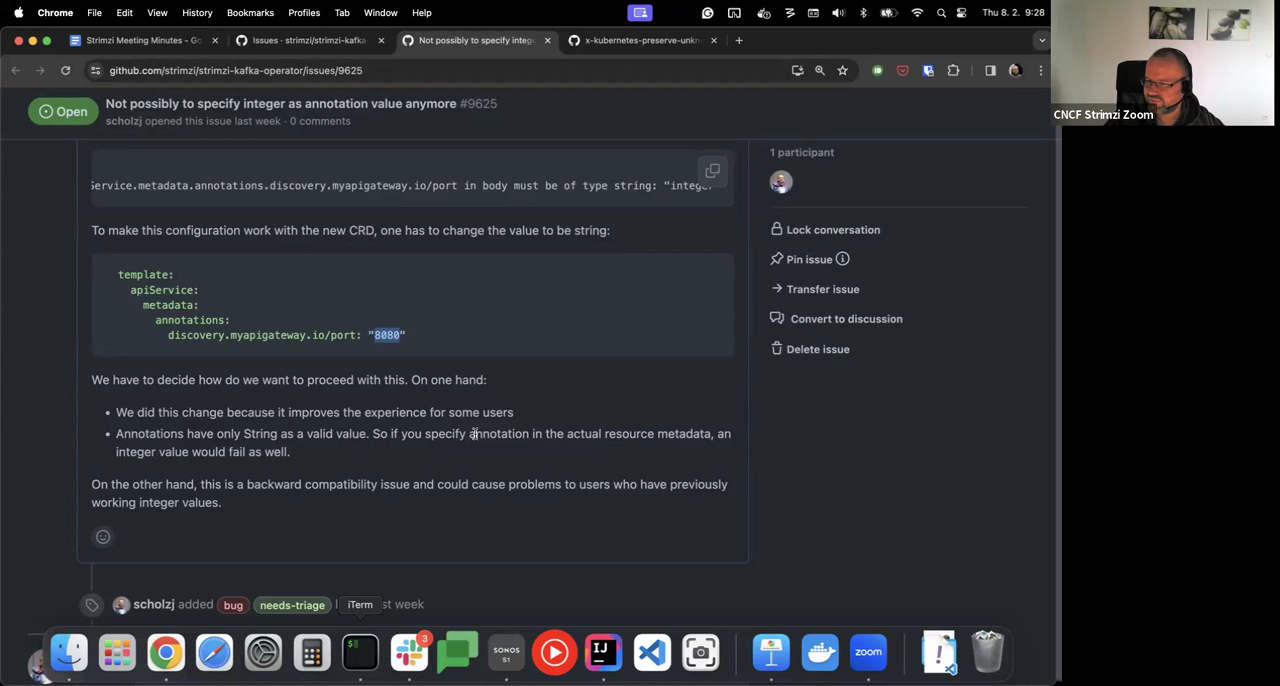 Chrome File Edit View History Bookmarks Profiles Tab Window Help Thu 8. 2. 9:28
Strimzi Meeting Minutes - Go
Issues · strimzi/strimzi-kafka-
Not possibly to specify intege
x-kubernetes-preserve-unkn
github.com/strimzi/strimzi-kafka-operator/issues/9625
Open
Not possibly to specify integer as annotation value anymore #9625
scholzj opened this issue last week · 0 comments
CNCF Strimzi Zoom
Service.metadata.annotations.discovery.myapigateway.io/port in body must be of type string: "intege
To make this configuration work with the new CRD, one has to change the value to be string:
template:
apiService:
metadata:
annotations:
discovery.myapigateway.io/port: "8080"
We have to decide how do we want to proceed with this. On one hand:
• We did this change because it improves the experience for some users
• Annotations have only String as a valid value. So if you specify annotation in the actual resource metadata, an
integer value would fail as well.
On the other hand, this is a backward compatibility issue and could cause problems to users who have previously
working integer values.
scholzj added bug needs-triage st week
iTerm
1 participant
Lock conversation
Pin issue
Transfer issue
Convert to discussion
Delete issue
$
3
SONOS
S1
IJ
zoom